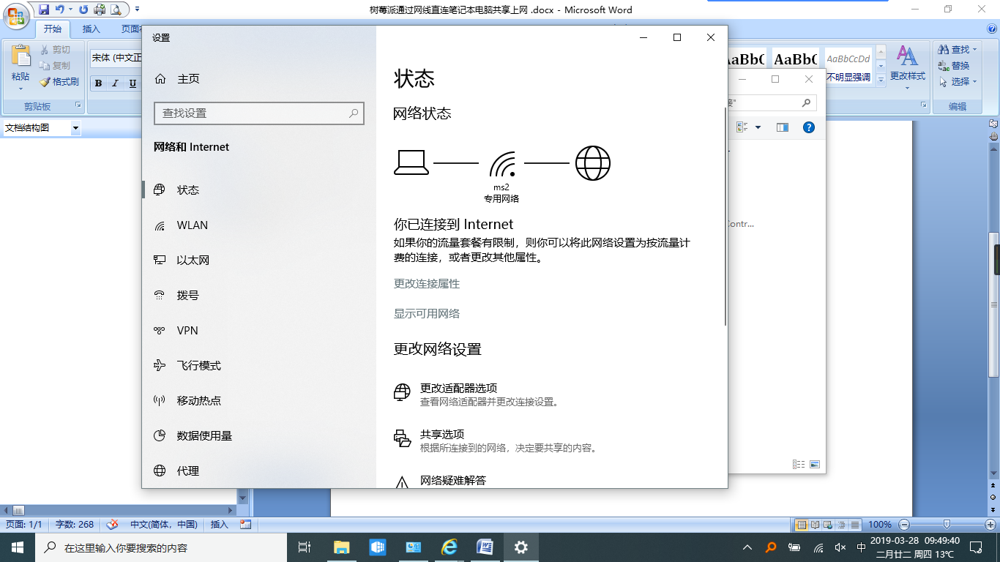 树莓派通过网线直连笔记本电脑共享上网 .docx - Microsoft Word
开始
插入
页面布
粘贴
剪切
复制
格式刷
剪贴板
宋体 (中文正
B I U
AaBbC
AaBbC
AaBbCcDd
不明显强调
更改样式
查找
替换
选择
编辑
文档结构图
设置
主页
查找设置
网络和 Internet
状态
WLAN
以太网
拨号
VPN
飞行模式
移动热点
数据使用量
代理
状态
网络状态
ms2
专用网络
你已连接到 Internet
如果你的流量套餐有限制，则你可以将此网络设置为按流量计
费的连接，或者更改其他属性。
更改连接属性
显示可用网络
更改网络设置
更改适配器选项
查看网络适配器并更改连接设置。
共享选项
根据所连接到的网络，决定要共享的内容。
网络疑难解答
接"
Contr...
页面: 1/1
字数: 268
中文(简体，中国)
插入
100%
在这里输入你要搜索的内容
中
2019-03-28 09:49:40
二月廿二 周四 13℃